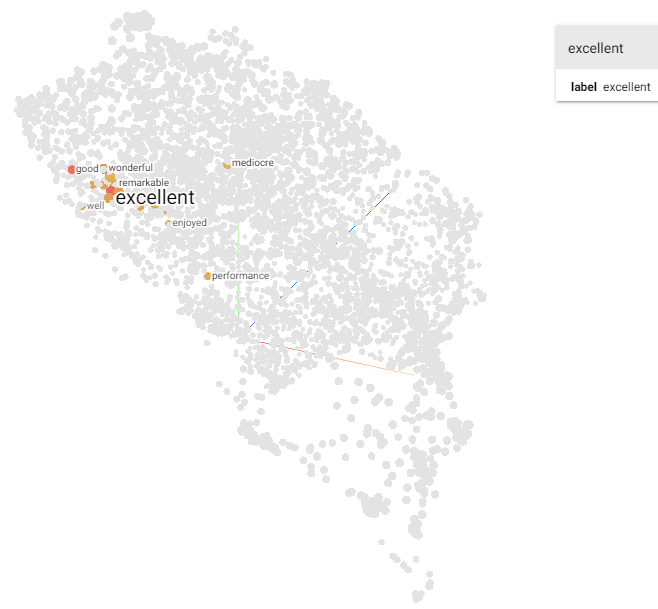 excellent
label excellent
mediocre
good
wonderful
remarkable
excellent
well
enjoyed
performance